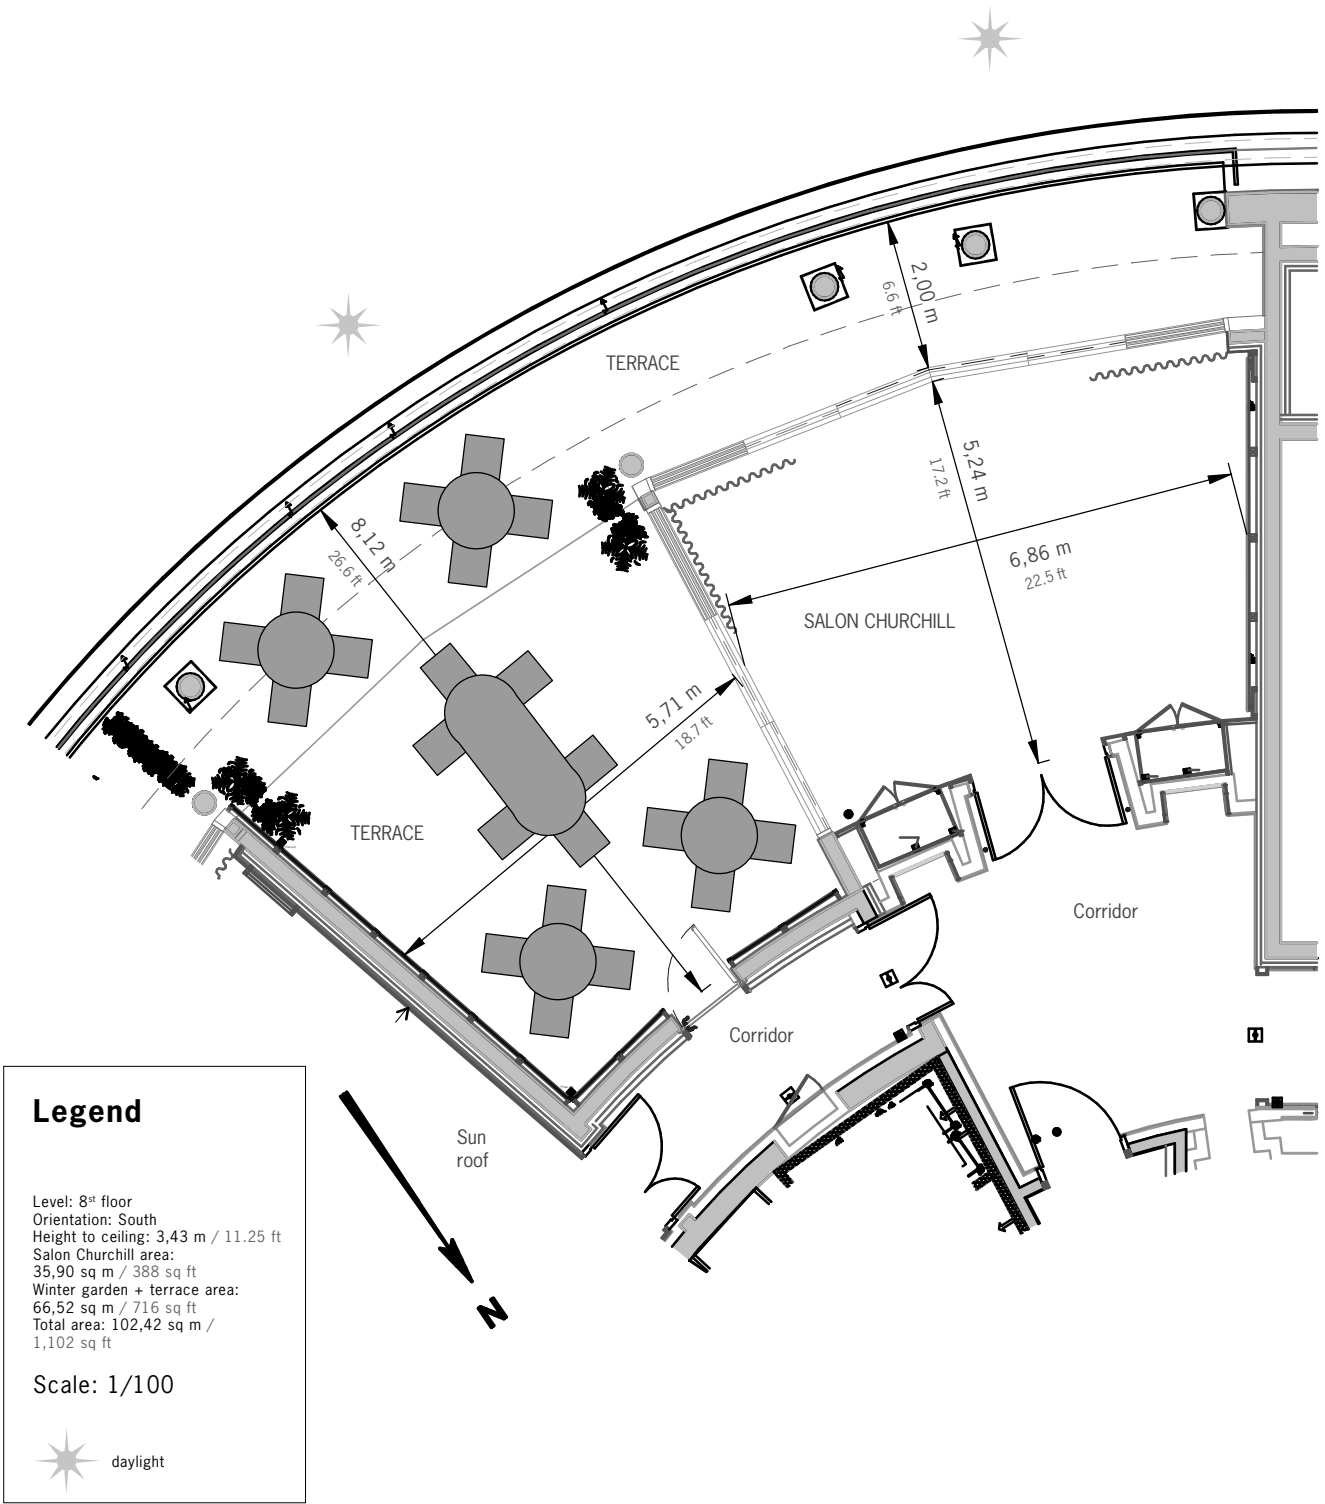 2,00 m
6.6 ft
TERRACE
5,24 m
17.2 ft
8,12 m
26.6 ft
6,86 m
22.5 ft
SALON CHURCHILL
5,71 m
18.7 ft
TERRACE
Corridor
Corridor
Sun
roof
N
Legend
Level: 8st floor
Orientation: South
Height to ceiling: 3,43 m / 11.25 ft
Salon Churchill area:
35,90 sq m / 388 sq ft
Winter garden + terrace area:
66,52 sq m / 716 sq ft
Total area: 102,42 sq m /
1,102 sq ft
Scale: 1/100
daylight